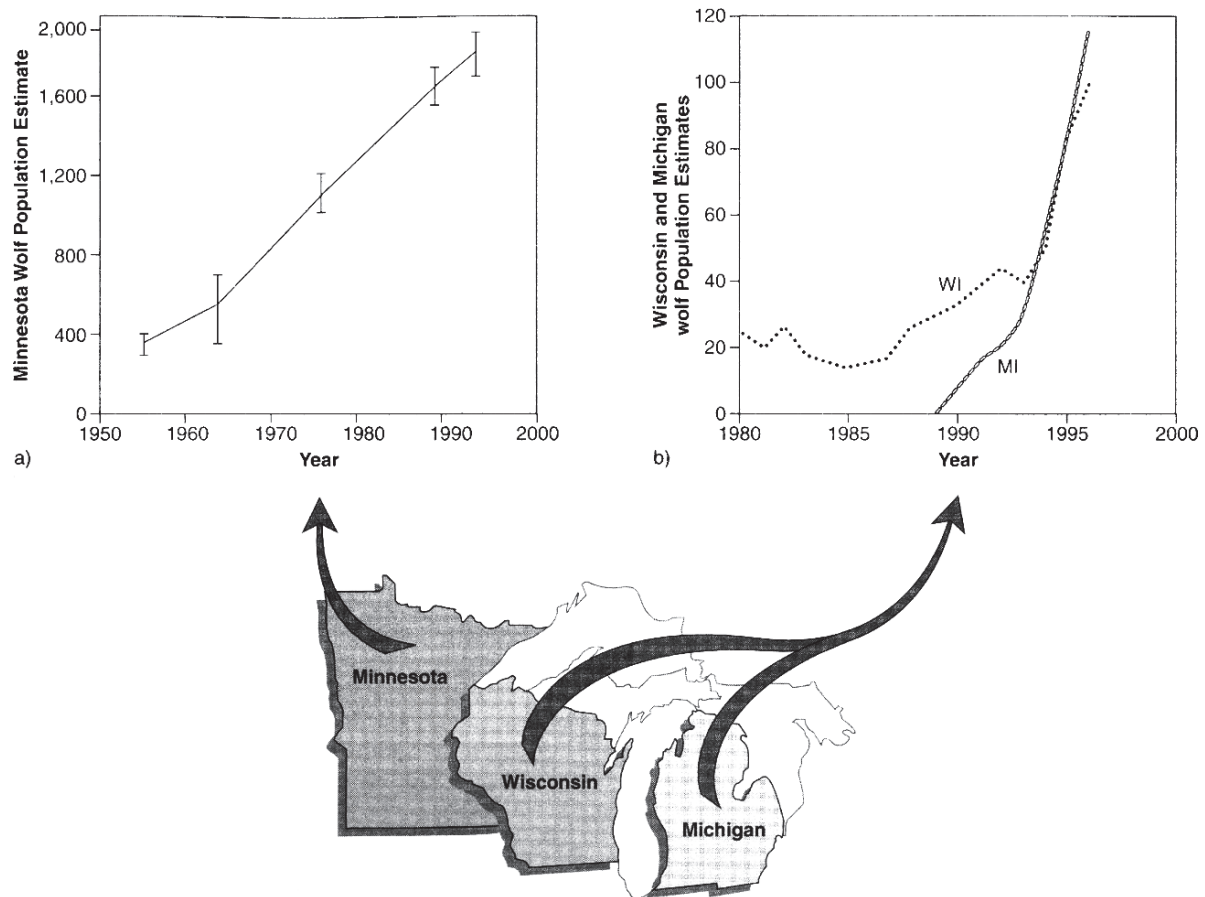 Minnesota Wolf Population Estimate
2,000
1,600
1,200
800
400
0
1950
1960
1970
1980
1990
2000
Year
a)
Wisconsin and Michigan
wolf Population Estimates
120
100
80
60
40
20
0
WI
MI
1980
1985
1990
1995
2000
Year
b)
Minnesota
Wisconsin
Michigan